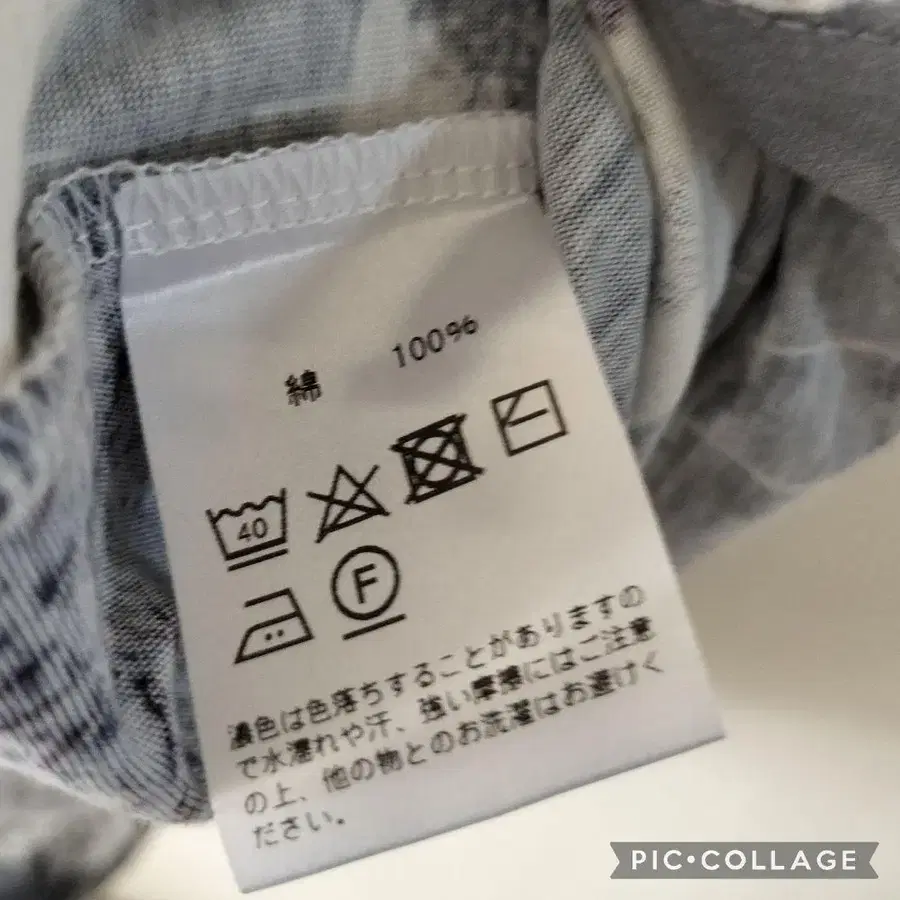 綿 100%
40
F
濃色は色落ちすることがありますの
で水濡れや汗、強い摩擦にはご注意
の上、他の物とのお洗濯はお避けく
ださい。
PIC•COLLAGE